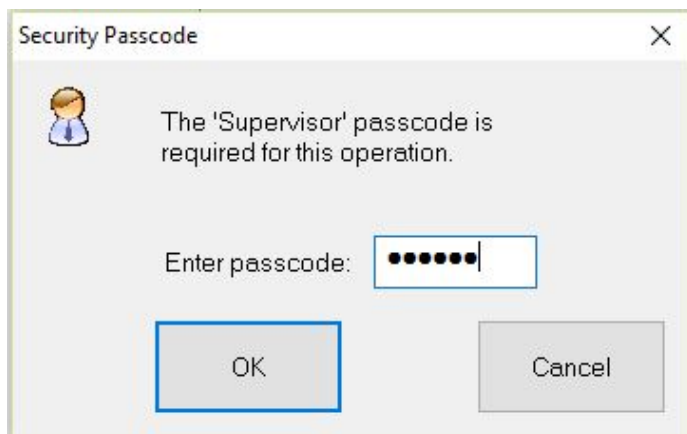 Security Passcode
The 'Supervisor' passcode is
required for this operation.
Enter passcode: ●●●●●●
OK
Cancel